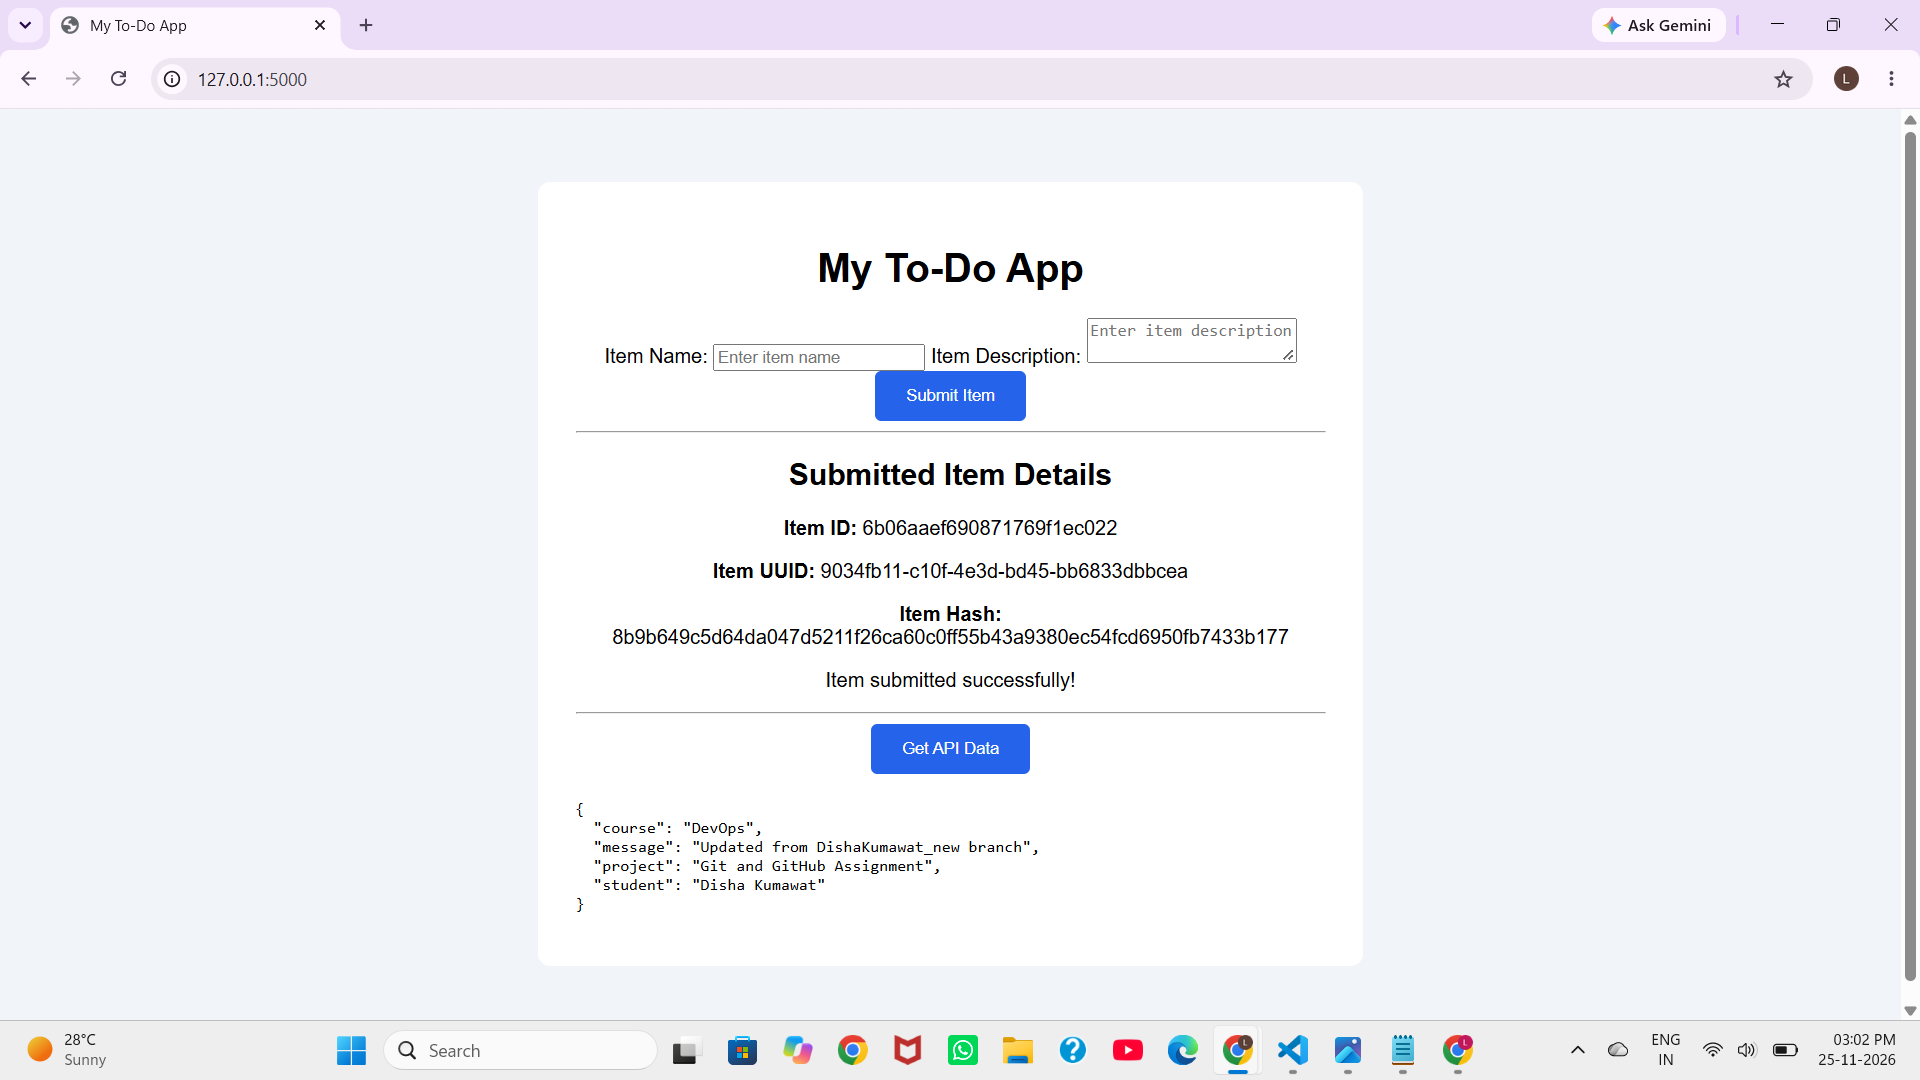 My To-Do App
Ask Gemini
127.0.0.1:5000
L
My To-Do App
Item Name: Enter item name Item Description: Enter item description
Submit Item
Submitted Item Details
Item ID: 6b06aaef690871769f1ec022
Item UUID: 9034fb11-c10f-4e3d-bd45-bb6833dbbcea
Item Hash:
8b9b649c5d64da047d5211f26ca60c0ff55b43a9380ec54fcd6950fb7433b177
Item submitted successfully!
Get API Data
{
"course": "DevOps",
"message": "Updated from DishaKumawat_new branch",
"project": "Git and GitHub Assignment",
"student": "Disha Kumawat"
}
28°C
Sunny
Search
L
L
ENG
IN
03:02 PM
25-11-2026